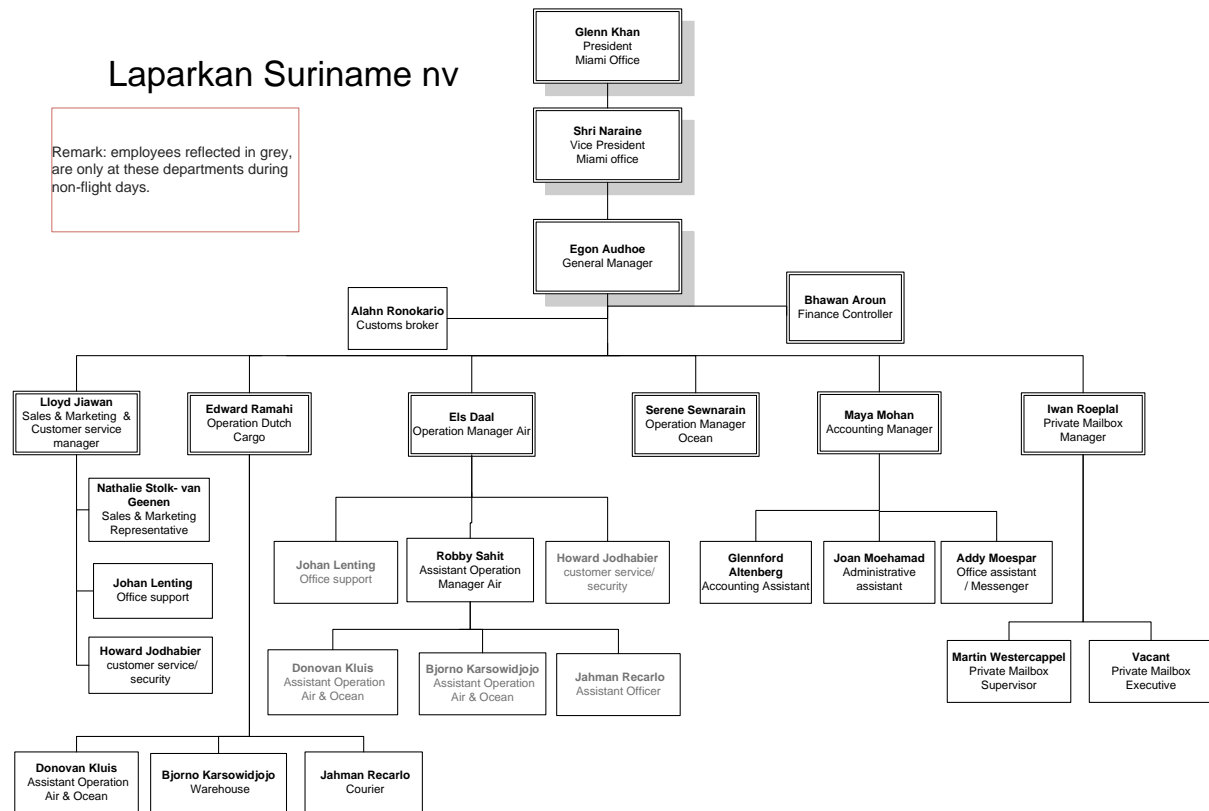 Glenn Khan
President
Miami Office
Laparkan Suriname nv
Remark: employees reflected in grey,
are only at these departments during
non-flight days.
Shri Naraine
Vice President
Miami office
Egon Audhoe
General Manager
Alahn Ronokario
Customs broker
Bhawan Aroun
Finance Controller
Lloyd Jiawan
Sales & Marketing &
Customer service
manager
Edward Ramahi
Operation Dutch
Cargo
Els Daal
Operation Manager Air
Serene Sewnarain
Operation Manager
Ocean
Maya Mohan
Accounting Manager
Iwan Roeplal
Private Mailbox
Manager
Nathalie Stolk- van
Geenen
Sales & Marketing
Representative
Johan Lenting
Office support
Howard Jodhabier
customer service/
security
Johan Lenting
Office support
Robby Sahit
Assistant Operation
Manager Air
Howard Jodhabier
customer service/
security
Glennford
Altenberg
Accounting Assistant
Joan Moehamad
Administrative
assistant
Addy Moespar
Office assistant
/ Messenger
Donovan Kluis
Assistant Operation
Air & Ocean
Bjorno Karsowidjojo
Assistant Operation
Air & Ocean
Jahman Recarlo
Assistant Officer
Martin Westercappel
Private Mailbox
Supervisor
Vacant
Private Mailbox
Executive
Donovan Kluis
Assistant Operation
Air & Ocean
Bjorno Karsowidjojo
Warehouse
Jahman Recarlo
Courier